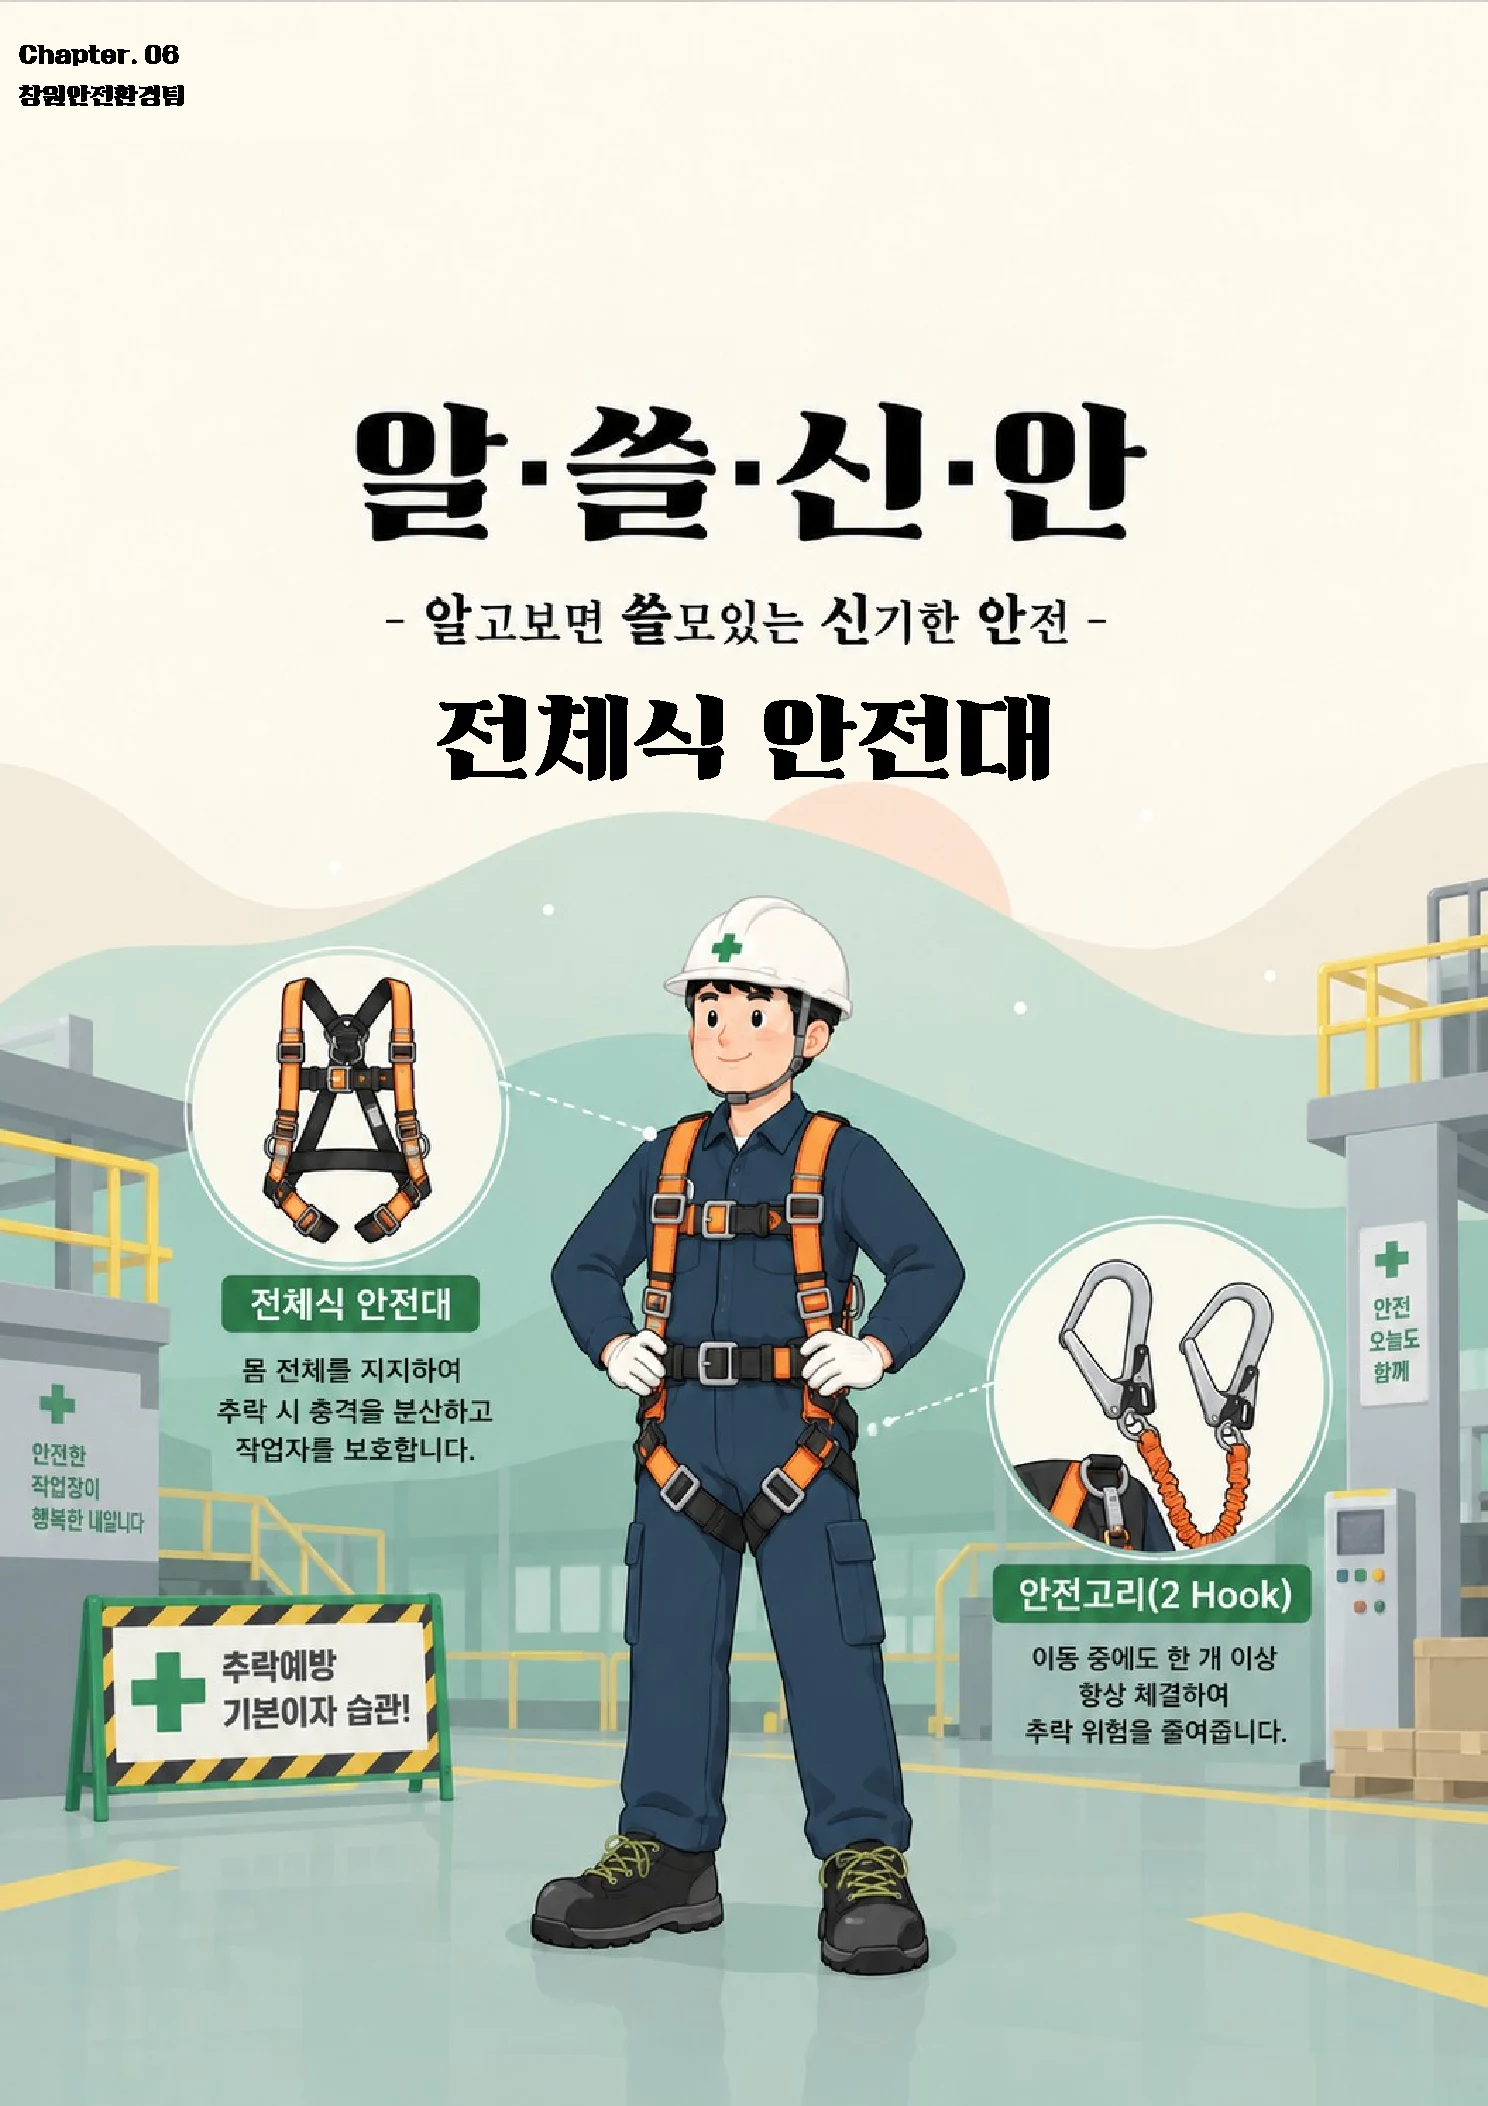 Chapter. 06
창원안전환경팀
알·쓸·신·안
- 알고보면 쓸모있는 신기한 안전 -
전체식 안전대
전체식 안전대
몸 전체를 지지하여
추락 시 충격을 분산하고
작업자를 보호합니다.
안전고리(2 Hook)
이동 중에도 한 개 이상
항상 체결하여
추락 위험을 줄여줍니다.
안전
오늘도
함께
안전한
작업장이
행복한 내일니다
추락예방
기본이자 습관!